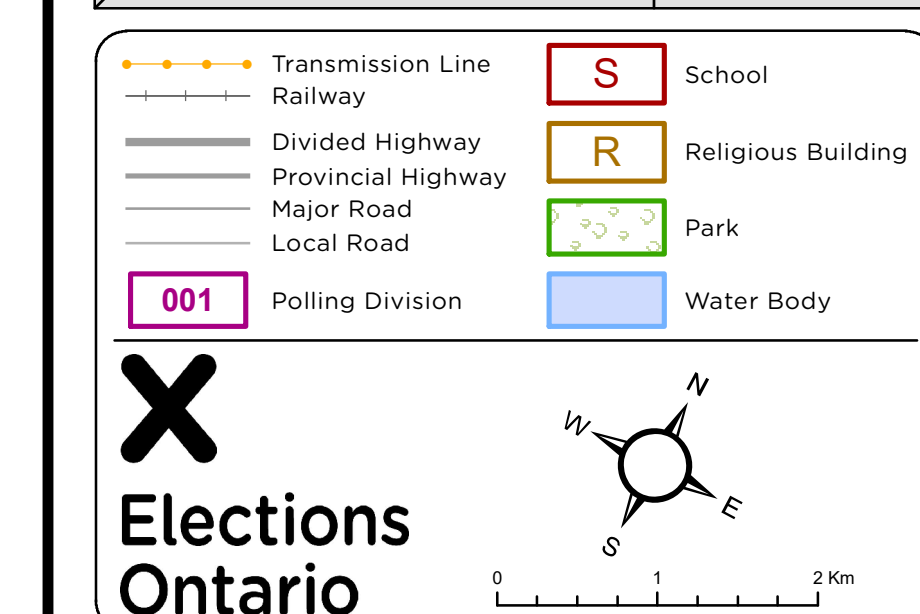 Transmission Line
Railway
Divided Highway
Provincial Highway
Major Road
Local Road
001 Polling Division
S School
R Religious Building
Park
Water Body
Elections
Ontario
N
W
E
S
0 1 2 Km